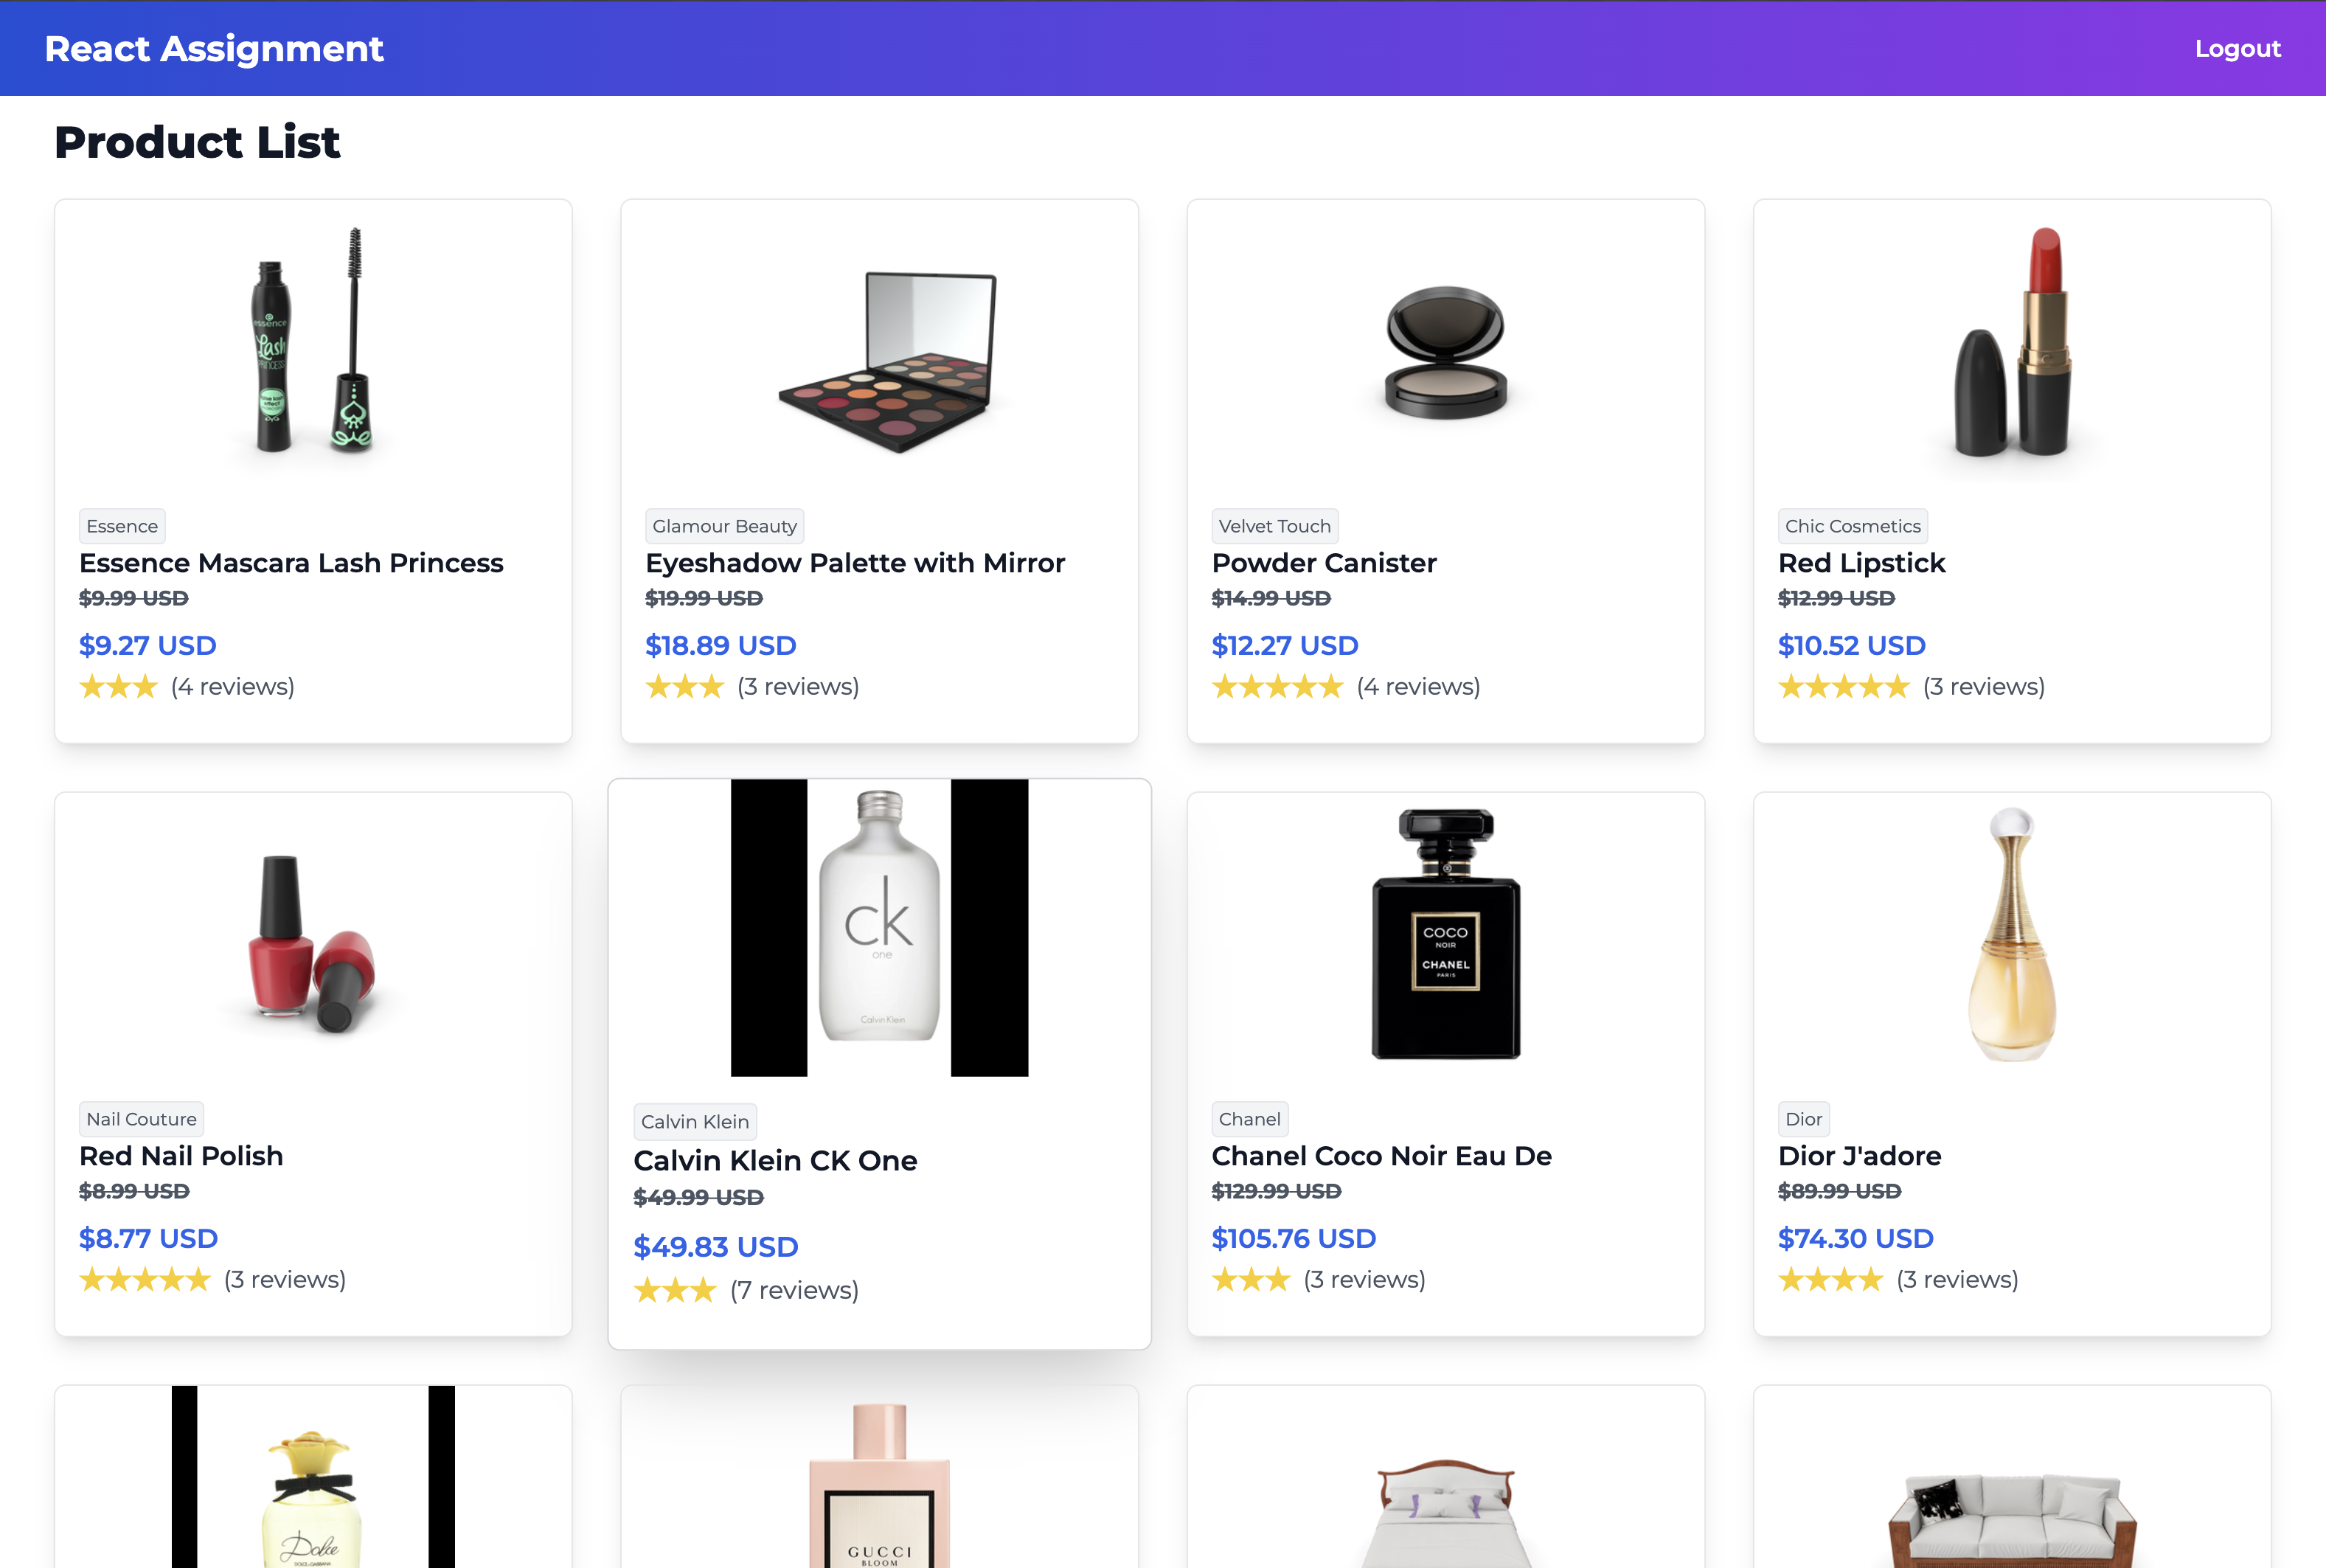 React Assignment
Logout
Product List
essence
Lash
PRINCESS
Essence
Essence Mascara Lash Princess
$9.99 USD
$9.27 USD
(4 reviews)
Glamour Beauty
Eyeshadow Palette with Mirror
$19.99 USD
$18.89 USD
(3 reviews)
Velvet Touch
Powder Canister
$14.99 USD
$12.27 USD
(4 reviews)
Chic Cosmetics
Red Lipstick
$12.99 USD
$10.52 USD
(3 reviews)
Nail Couture
Red Nail Polish
$8.99 USD
$8.77 USD
(3 reviews)
ck
one
Calvin Klein
Calvin Klein
Calvin Klein CK One
$49.99 USD
$49.83 USD
(7 reviews)
COCO
NOIR
CHANEL
PARIS
Chanel
Chanel Coco Noir Eau De
$129.99 USD
$105.76 USD
(3 reviews)
Dior
Dior J'adore
$89.99 USD
$74.30 USD
(3 reviews)
Dolce
DOLCE & GABBANA
GUCCI
BLOOM